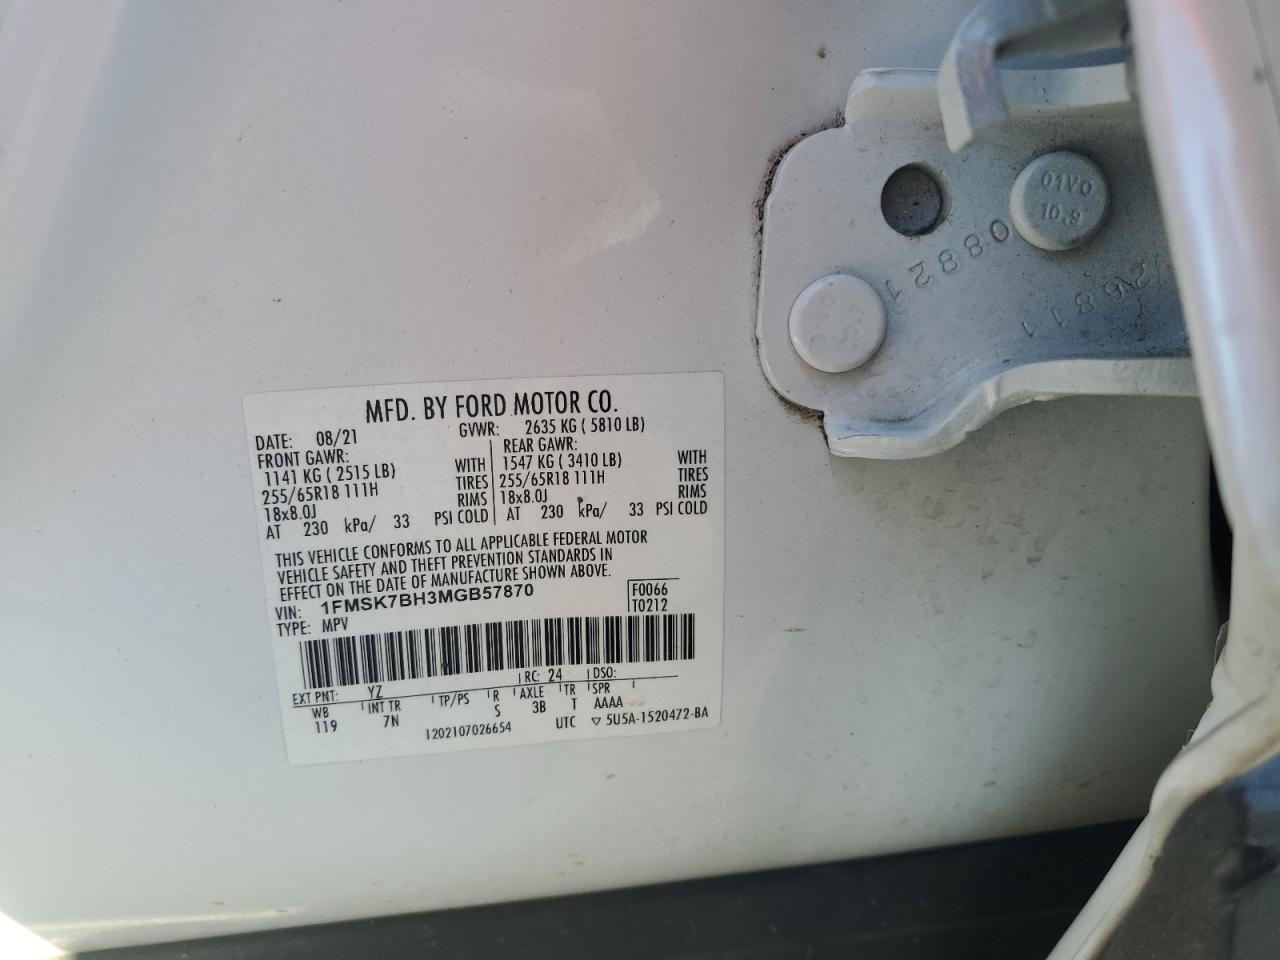 MFD. BY FORD MOTOR CO.
DATE: 08/21 GVWR: 2635 KG ( 5810 LB)
FRONT GAWR: REAR GAWR:
1141 KG ( 2515 LB) WITH 1547 KG ( 3410 LB) WITH
255/65R18 111H TIRES 255/65R18 111H TIRES
18x8.0J RIMS 18x8.0J RIMS
AT 230 kPa/ 33 PSI COLD AT 230 kPa/ 33 PSI COLD
THIS VEHICLE CONFORMS TO ALL APPLICABLE FEDERAL MOTOR
VEHICLE SAFETY AND THEFT PREVENTION STANDARDS IN
EFFECT ON THE DATE OF MANUFACTURE SHOWN ABOVE.
VIN: 1FMSK7BH3MGB57870 F0066
TYPE: MPV T0212
RC: 24 DSO:
EXT PNT: YZ
WB INT TR TP/PS R AXLE TR SPR
119 7N S 3B T AAAA
1202107026654 UTC ▽ 5U5A-1520472-BA
01VO
10.9
08821